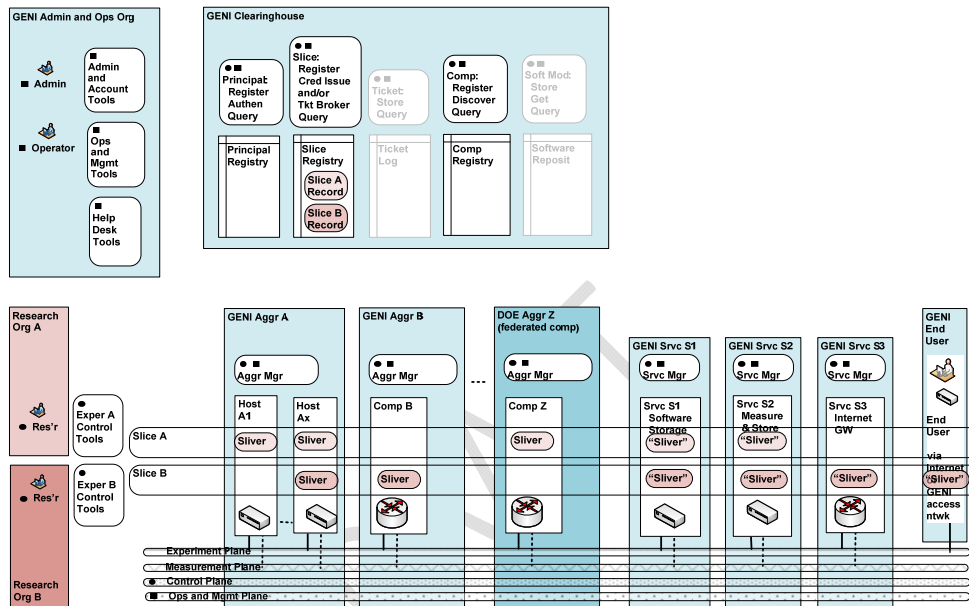 GENI Admin and Ops Org
Admin
Admin
and
Account
Tools
Operator
Ops
and
Mgmt
Tools
Help
Desk
Tools
GENI Clearinghouse
Principal:
Register
Authen
Query
Slice:
Register
Cred Issue
and/or
Tkt Broker
Query
Ticket:
Store
Query
Comp:
Register
Discover
Query
Soft Mod:
Store
Get
Query
Principal
Registry
Slice
Registry
Slice A
Record
Slice B
Record
Ticket
Log
Comp
Registry
Software
Reposit
Research
Org A
Res'r
Exper A
Control
Tools
Slice A
Research
Org B
Res'r
Exper B
Control
Tools
Slice B
GENI Aggr A
Aggr Mgr
Host
A1
Sliver
Host
Ax
Sliver
Sliver
GENI Aggr B
Aggr Mgr
Comp B
Sliver
DOE Aggr Z
(federated comp)
Aggr Mgr
Comp Z
Sliver
GENI Srvc S1
Srvc Mgr
Srvc S1
Software
Storage
“Sliver”
“Sliver”
GENI Srvc S2
Srvc Mgr
Srvc S2
Measure
& Store
“Sliver”
“Sliver”
GENI Srvc S3
Srvc Mgr
Srvc S3
Internet
GW
“Sliver”
GENI
End
User
End
User
via
Internet
“Sliver”
GENI
access
ntwk
Experiment Plane
Measurement Plane
Control Plane
Ops and Mgmt Plane